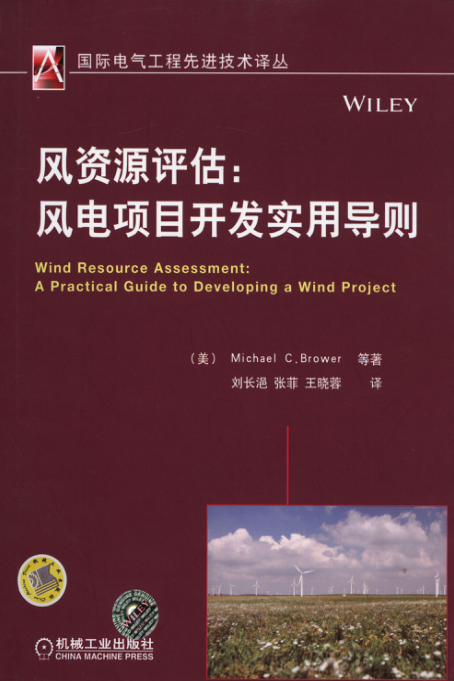 国际电气工程先进技术译丛
WILEY
风资源评估：
风电项目开发实用导则
Wind Resource Assessment:
A Practical Guide to Developing a Wind Project
（美） Michael C.Brower 等著
刘长浥 张菲 王晓蓉 译
WILEY
机械工业出版社
CHINA MACHINE PRESS